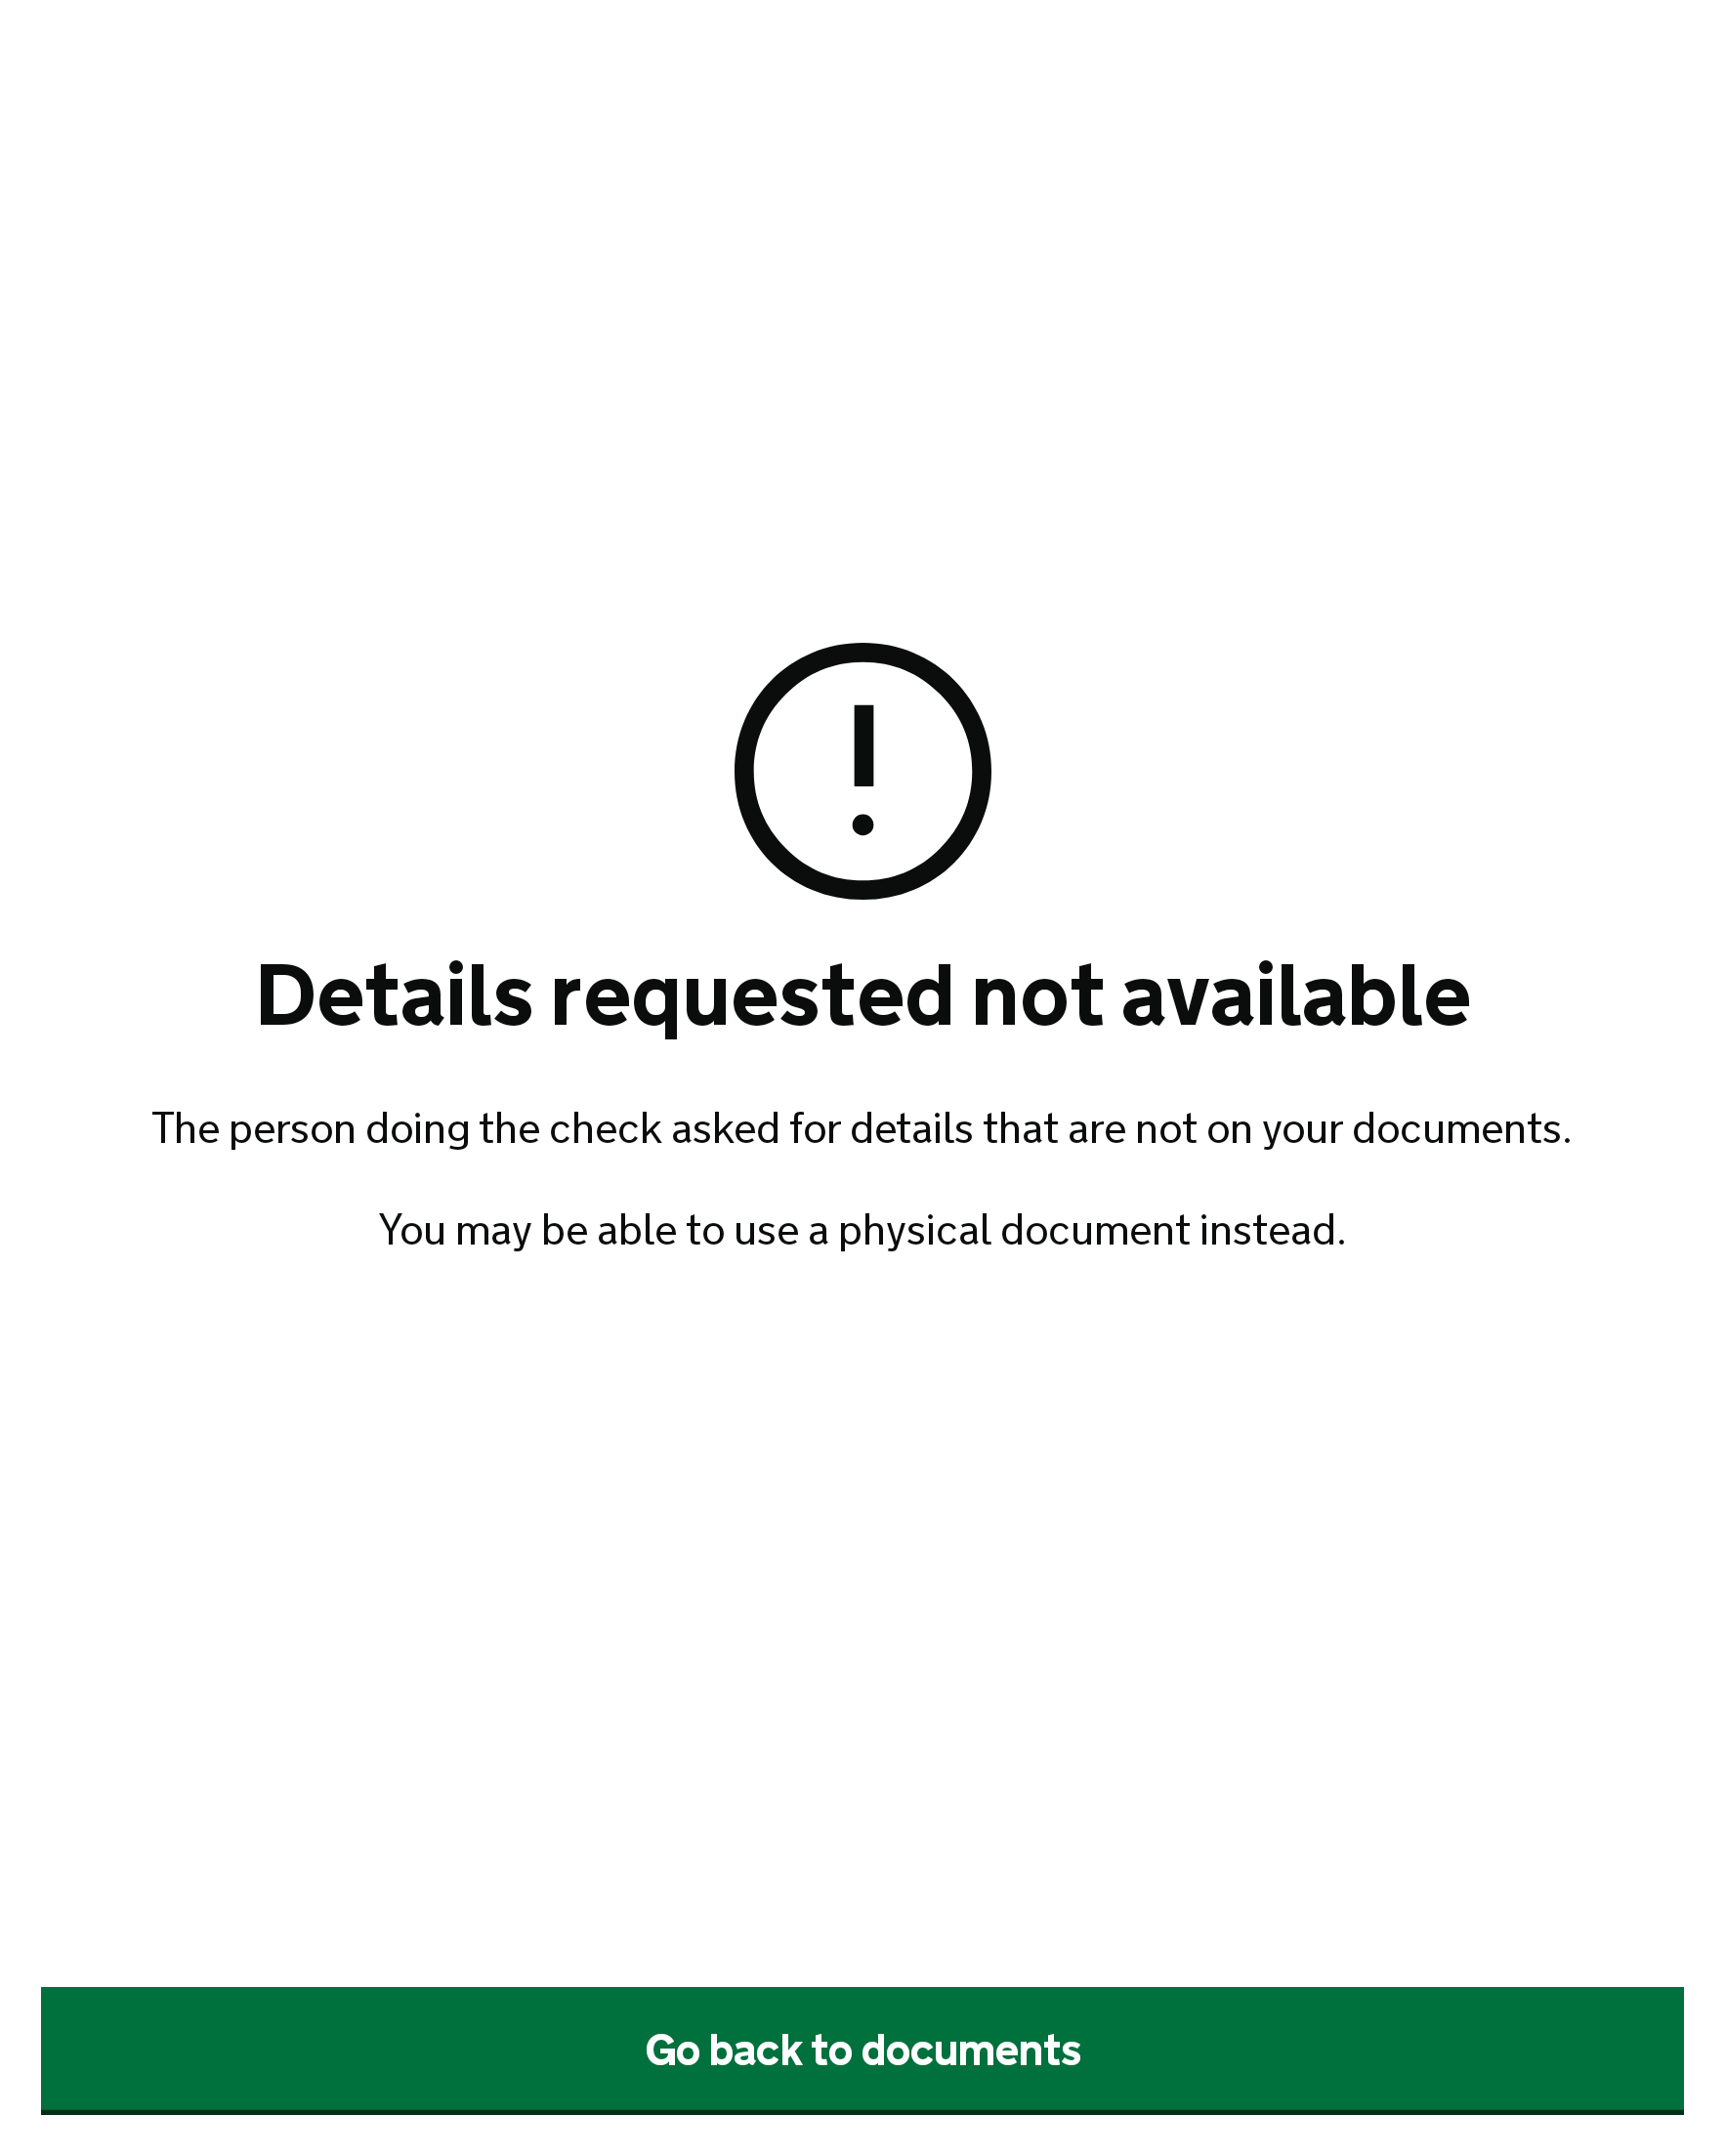 Details requested not available
The person doing the check asked for details that are not on your documents.
You may be able to use a physical document instead.
Go back to documents